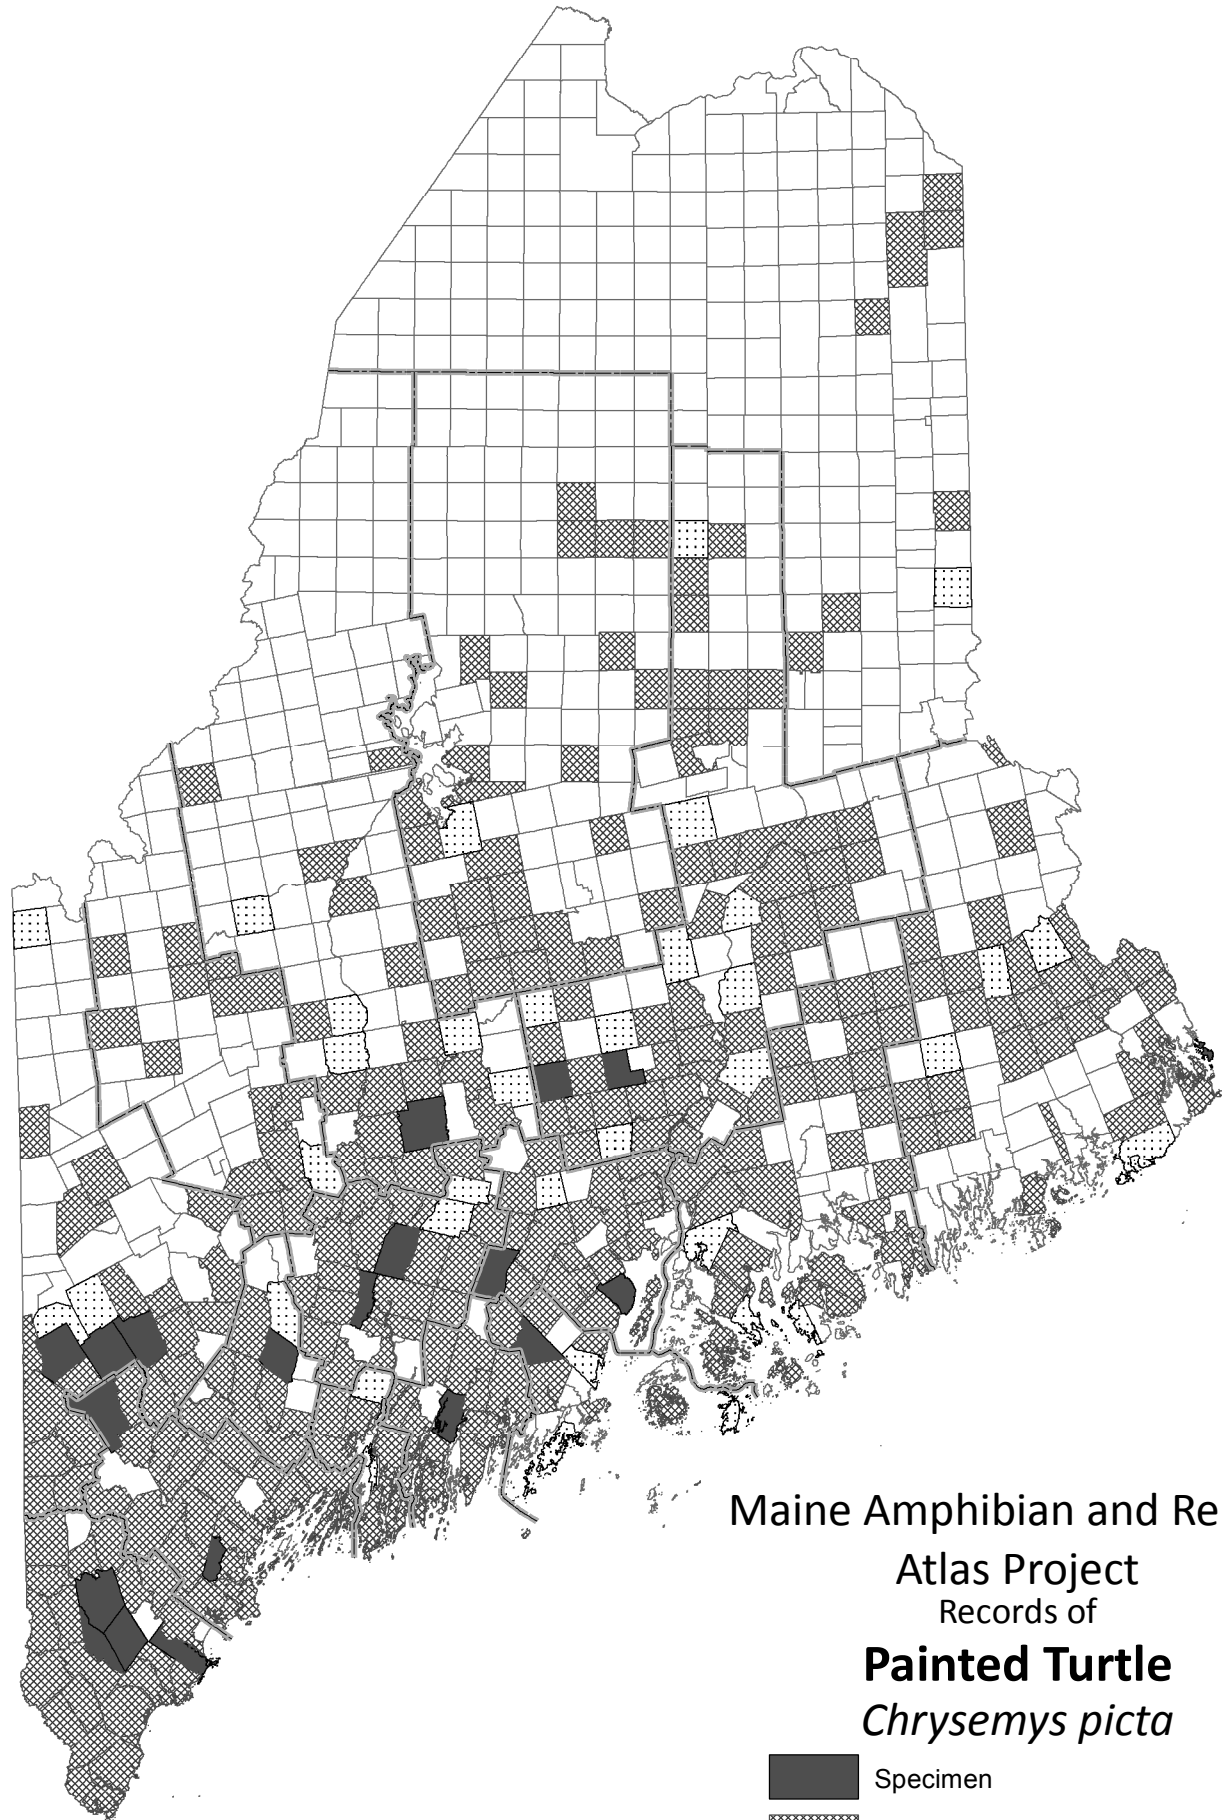 Maine Amphibian and Re
Atlas Project
Records of
Painted Turtle
Chrysemys picta
Specimen